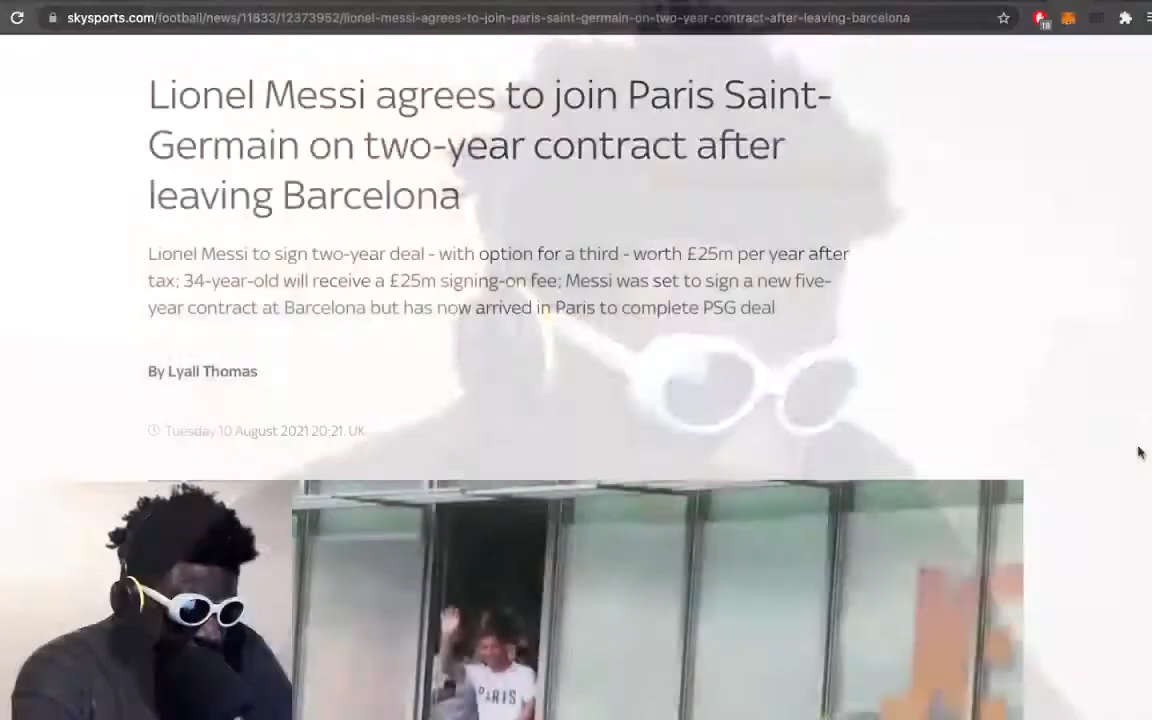 skysports.com/football/news/11833/12373952/lionel-messi-agrees-to-join-paris-saint-germain-on-two-year-contract-after-leaving-barcelona
18
Lionel Messi agrees to join Paris Saint-
Germain on two-year contract after
leaving Barcelona
Lionel Messi to sign two-year deal - with option for a third - worth £25m per year after
tax; 34-year-old will receive a £25m signing-on fee; Messi was set to sign a new five-
year contract at Barcelona but has now arrived in Paris to complete PSG deal
By Lyall Thomas
Tuesday 10 August 2021 20:21, UK
PARIS